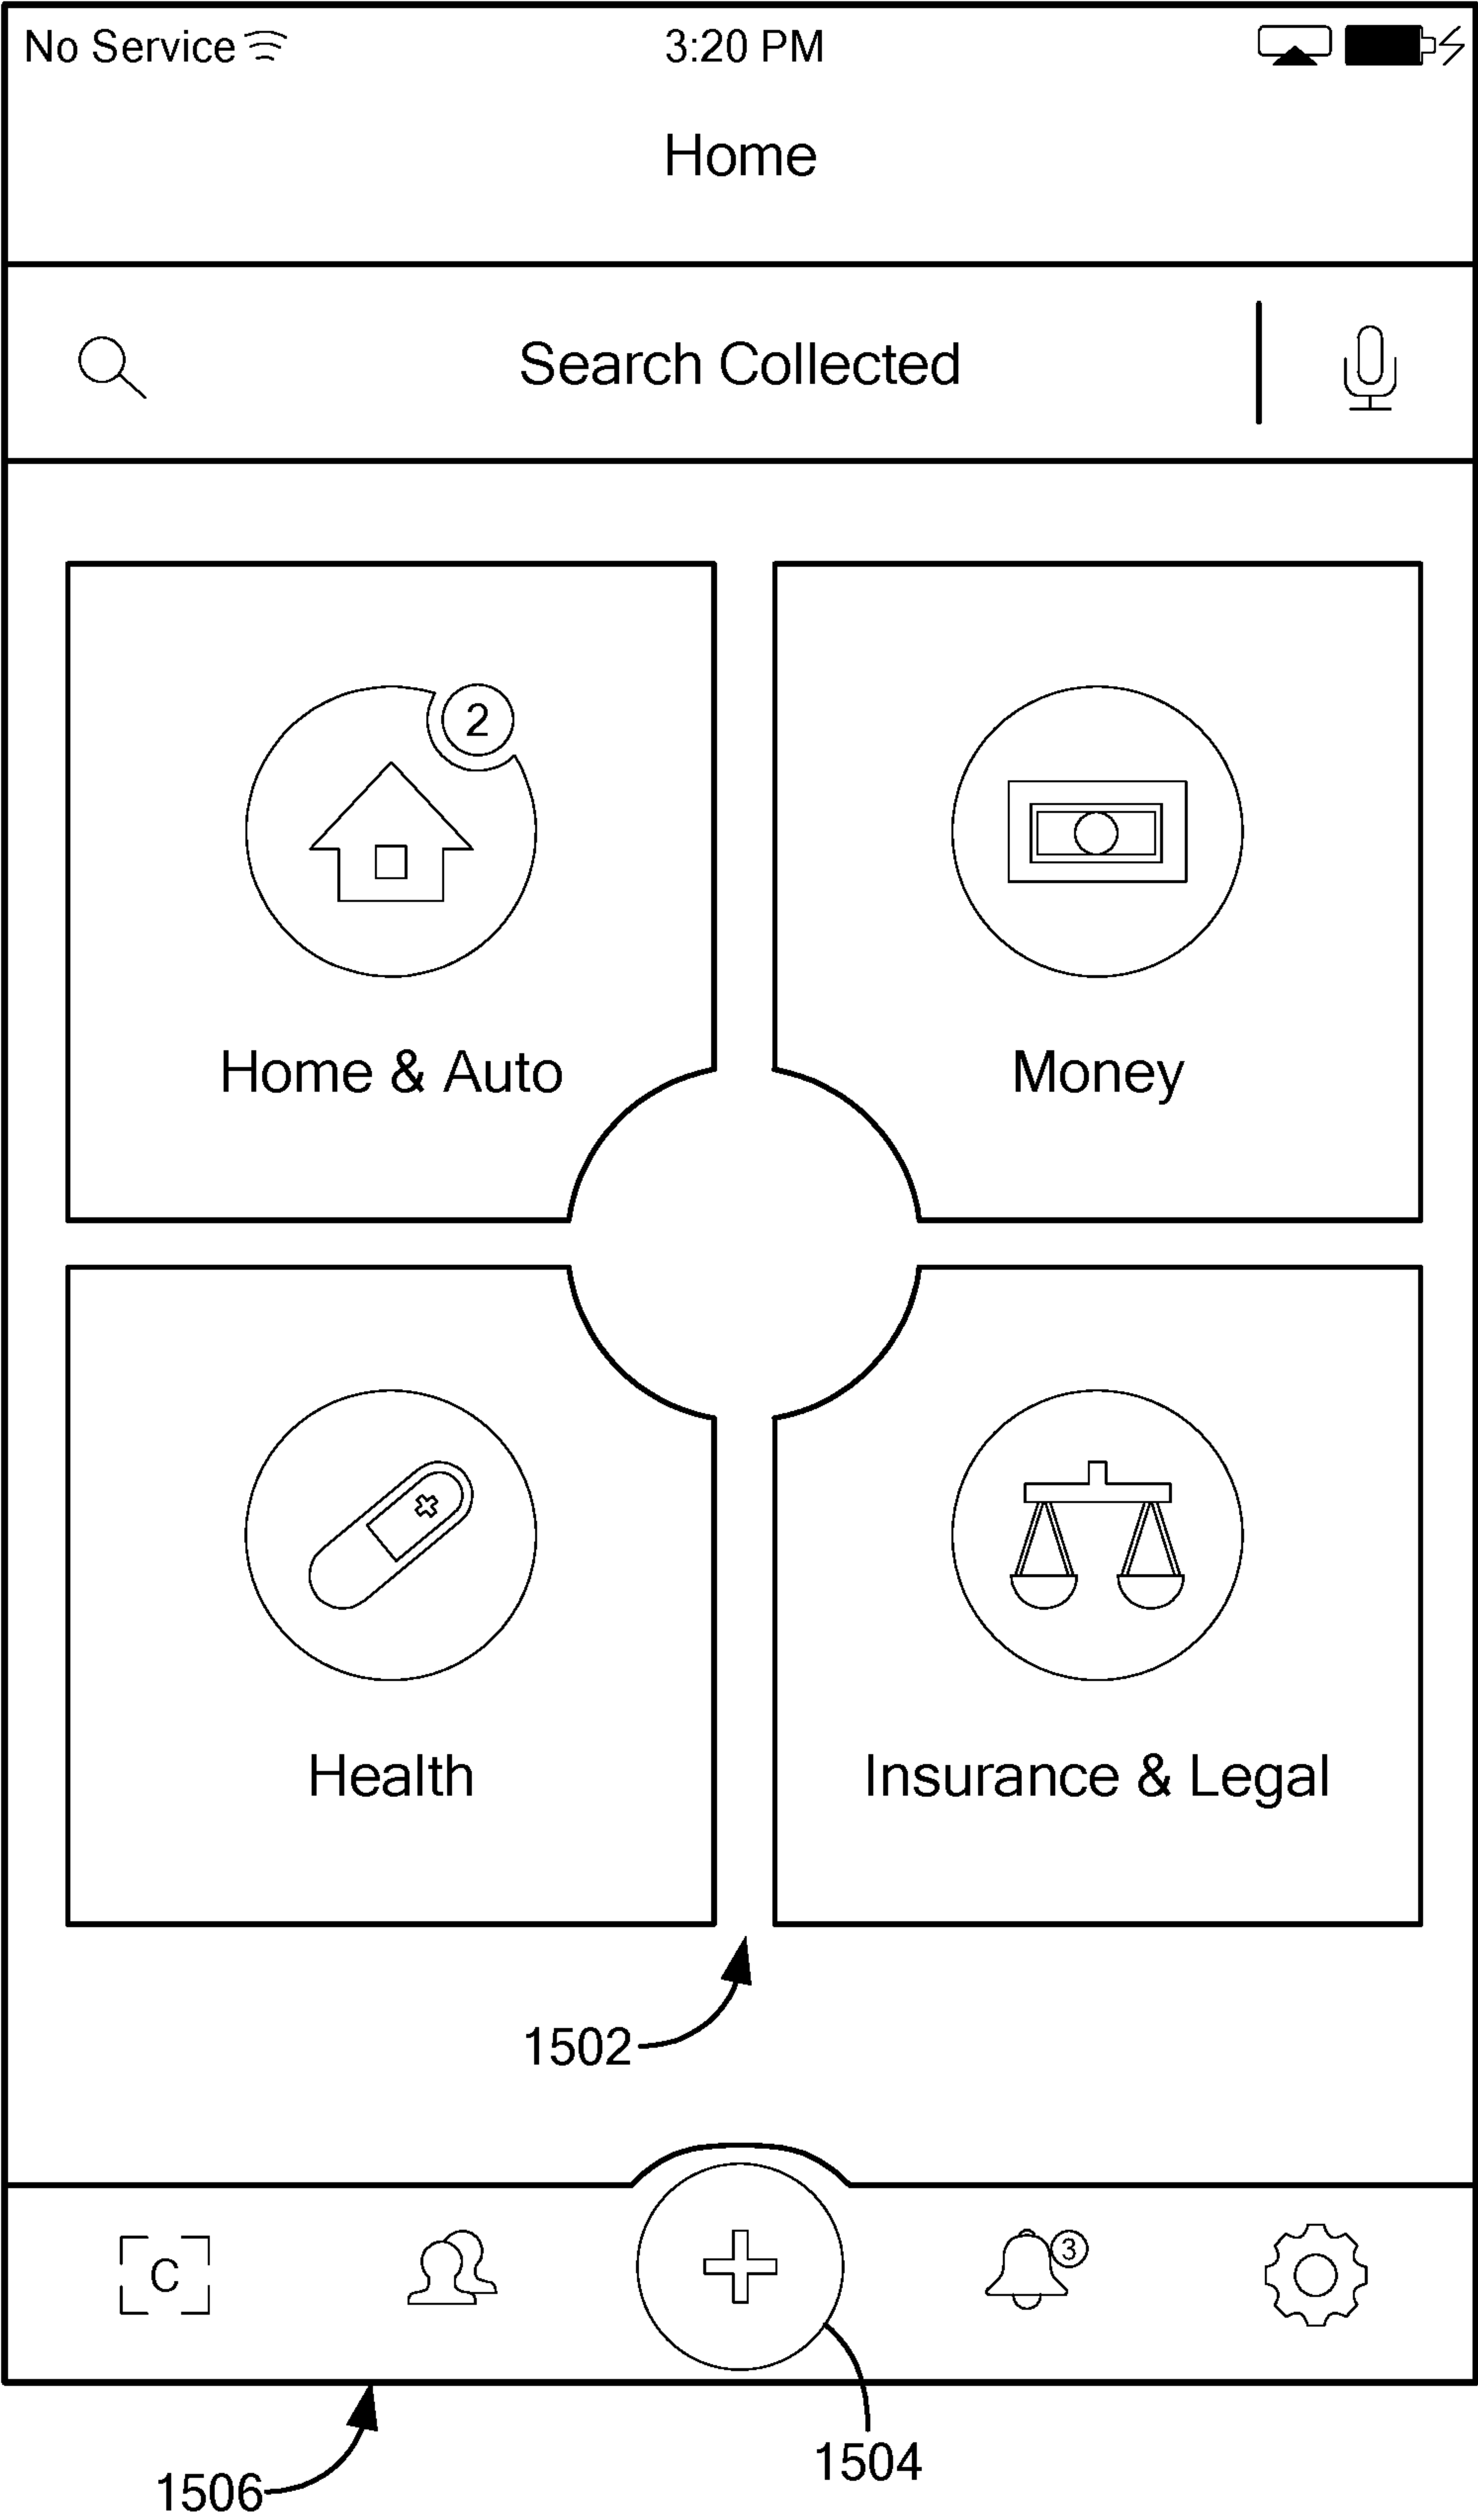 No Service 3:20 PM
Home
Search Collected
2
Home & Auto Money
Health Insurance & Legal
1502
C 3
1504
1506